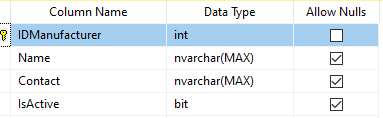 Column Name Data Type Allow Nulls
IDManufacturer int
Name nvarchar(MAX)
Contact nvarchar(MAX)
IsActive bit